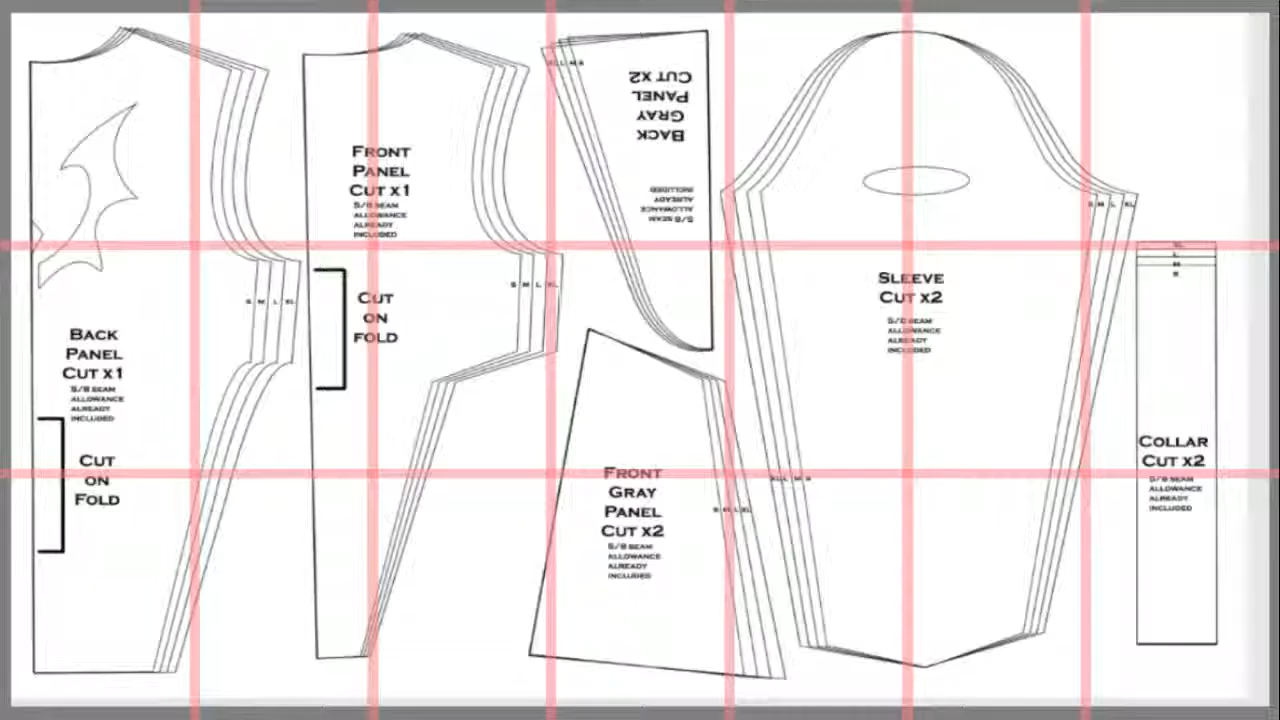 BACK
PANEL
CUT X1
5/8 SEAM
ALLOWANCE
ALREADY
INCLUDED
CUT
ON
FOLD
S M L XL
FRONT
PANEL
CUT X1
5/8 SEAM
ALLOWANCE
ALREADY
INCLUDED
CUT
ON
FOLD
S M L XL
BACK
GRAY
PANEL
CUT X2
5/8 SEAM
ALLOWANCE
ALREADY
INCLUDED
FRONT
GRAY
PANEL
CUT X2
5/8 SEAM
ALLOWANCE
ALREADY
INCLUDED
S M L XL
SLEEVE
CUT X2
5/8 SEAM
ALLOWANCE
ALREADY
INCLUDED
S M L XL
XL
L
M
S
COLLAR
CUT X2
5/8 SEAM
ALLOWANCE
ALREADY
INCLUDED